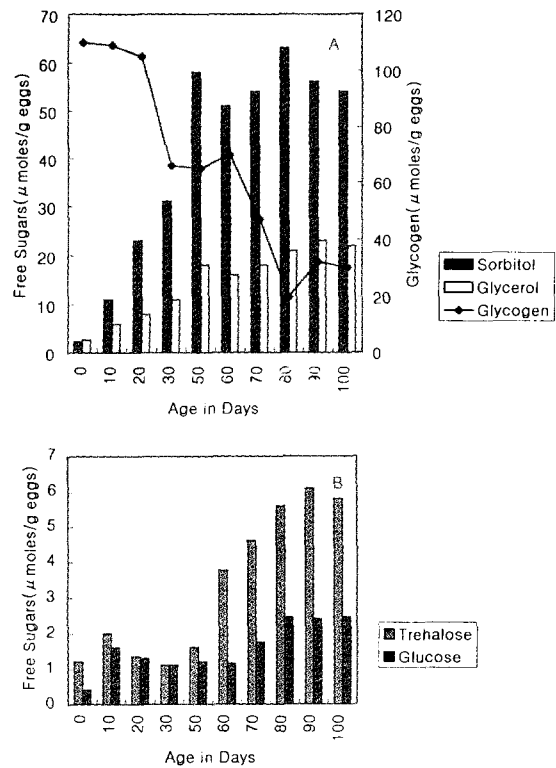 70
60
50
40
30
20
10
0
Free Sugars(μ moles/g eggs)
A
120
100
80
60
40
20
0
Glycogen(μ moles/g eggs)
0 10 20 30 50 60 70 80 90 100
Age in Days
Sorbitol
Glycerol
Glycogen
7
6
5
4
3
2
1
0
Free Sugars(μ moles/g eggs)
B
0 10 20 30 50 60 70 80 90 100
Age in Days
Trehalose
Glucose